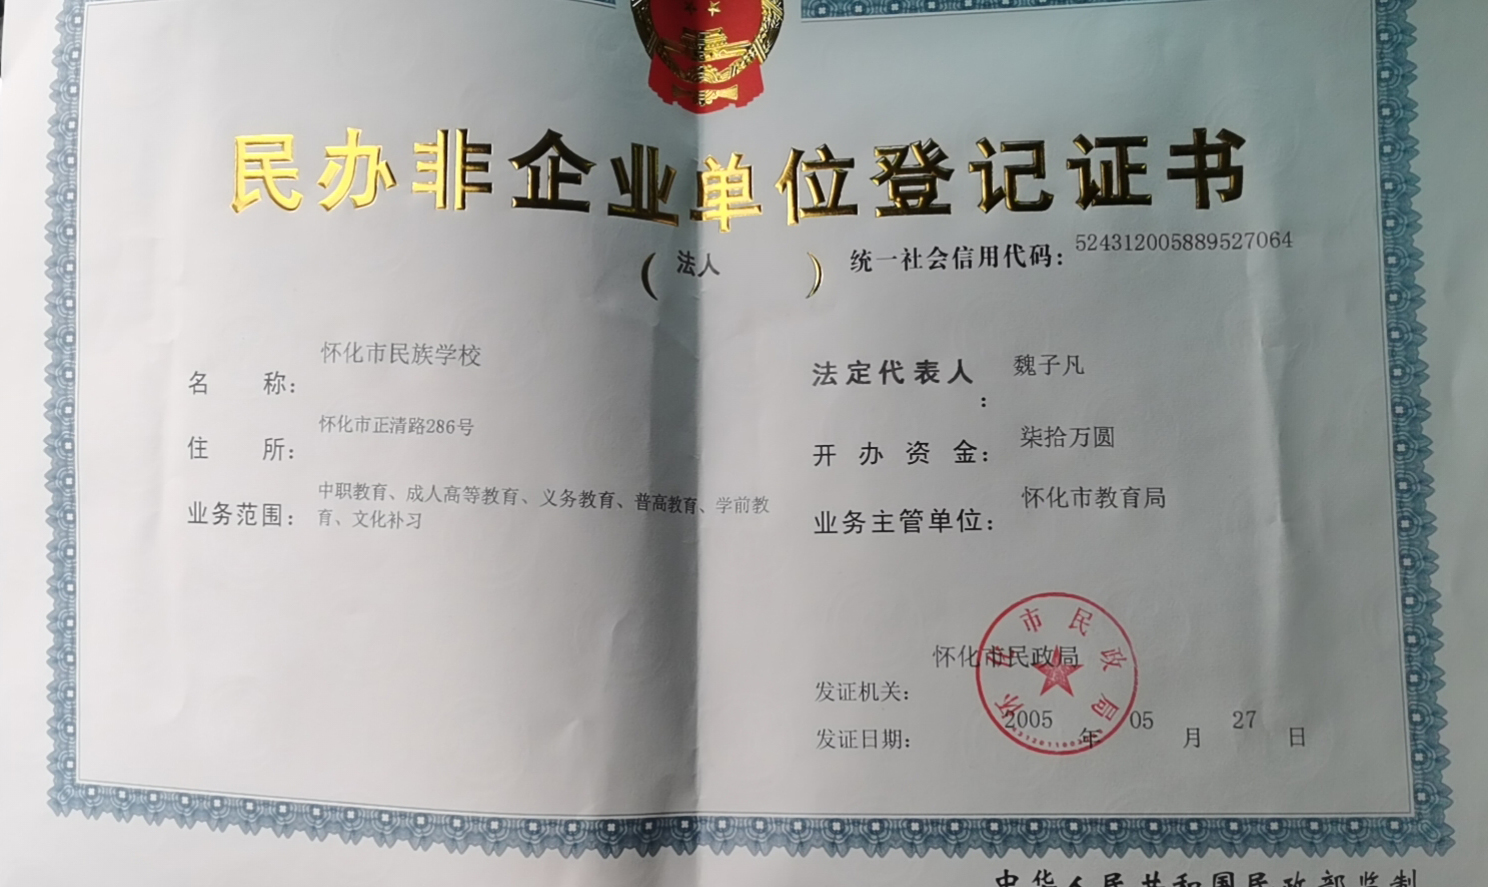 民办非企业单位登记证书
（法人）
统一社会信用代码：524312005889527064
名称：怀化市民族学校
住所：怀化市正清路286号
业务范围：中职教育、成人高等教育、义务教育、普高教育、学前教
育、文化补习
法定代表人：魏子凡
开办资金：柒拾万圆
业务主管单位：怀化市教育局
发证机关：怀化市民政局
发证日期：2005年05月27日
怀化市民政局
中华人民共和国民政部监制